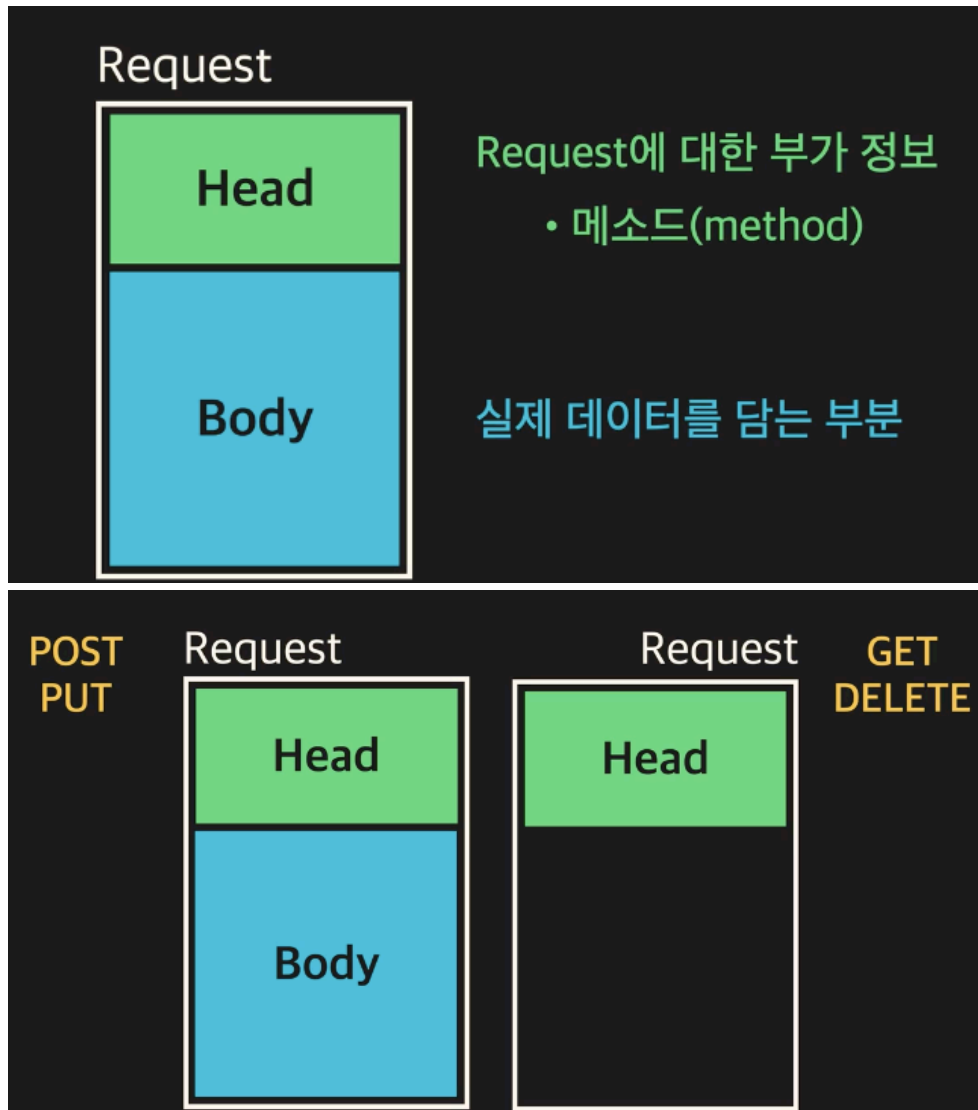 Request
Head
Request에 대한 부가 정보
• 메소드(method)
Body
실제 데이터를 담는 부분
POST
PUT
Request
Head
Body
Request
Head
GET
DELETE